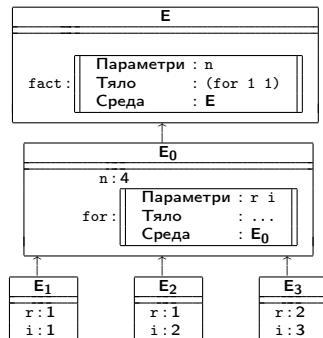 E
Параметри : n
fact : Тяло : (for 1 1)
Среда : E
E₀
n : 4
Параметри : r i
for : Тяло : ...
Среда : E₀
E₁ E₂ E₃
r : 1 r : 1 r : 2
i : 1 i : 2 i : 3